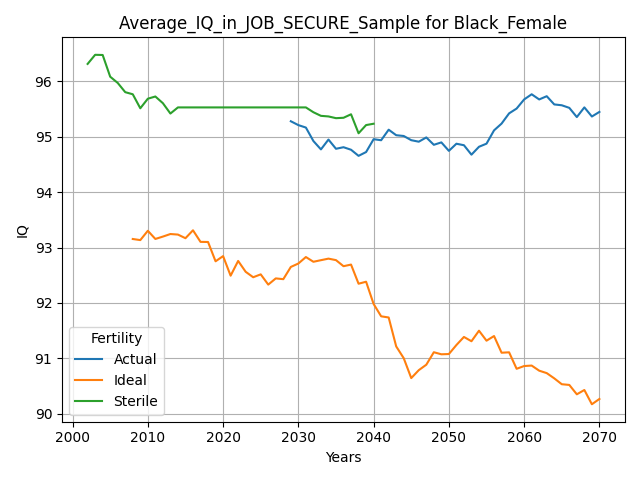 Average_IQ_in_JOB_SECURE_Sample for Black_Female
IQ
96
95
94
93
92
91
90
Fertility
Actual
Ideal
Sterile
2000 2010 2020 2030 2040 2050 2060 2070
Years